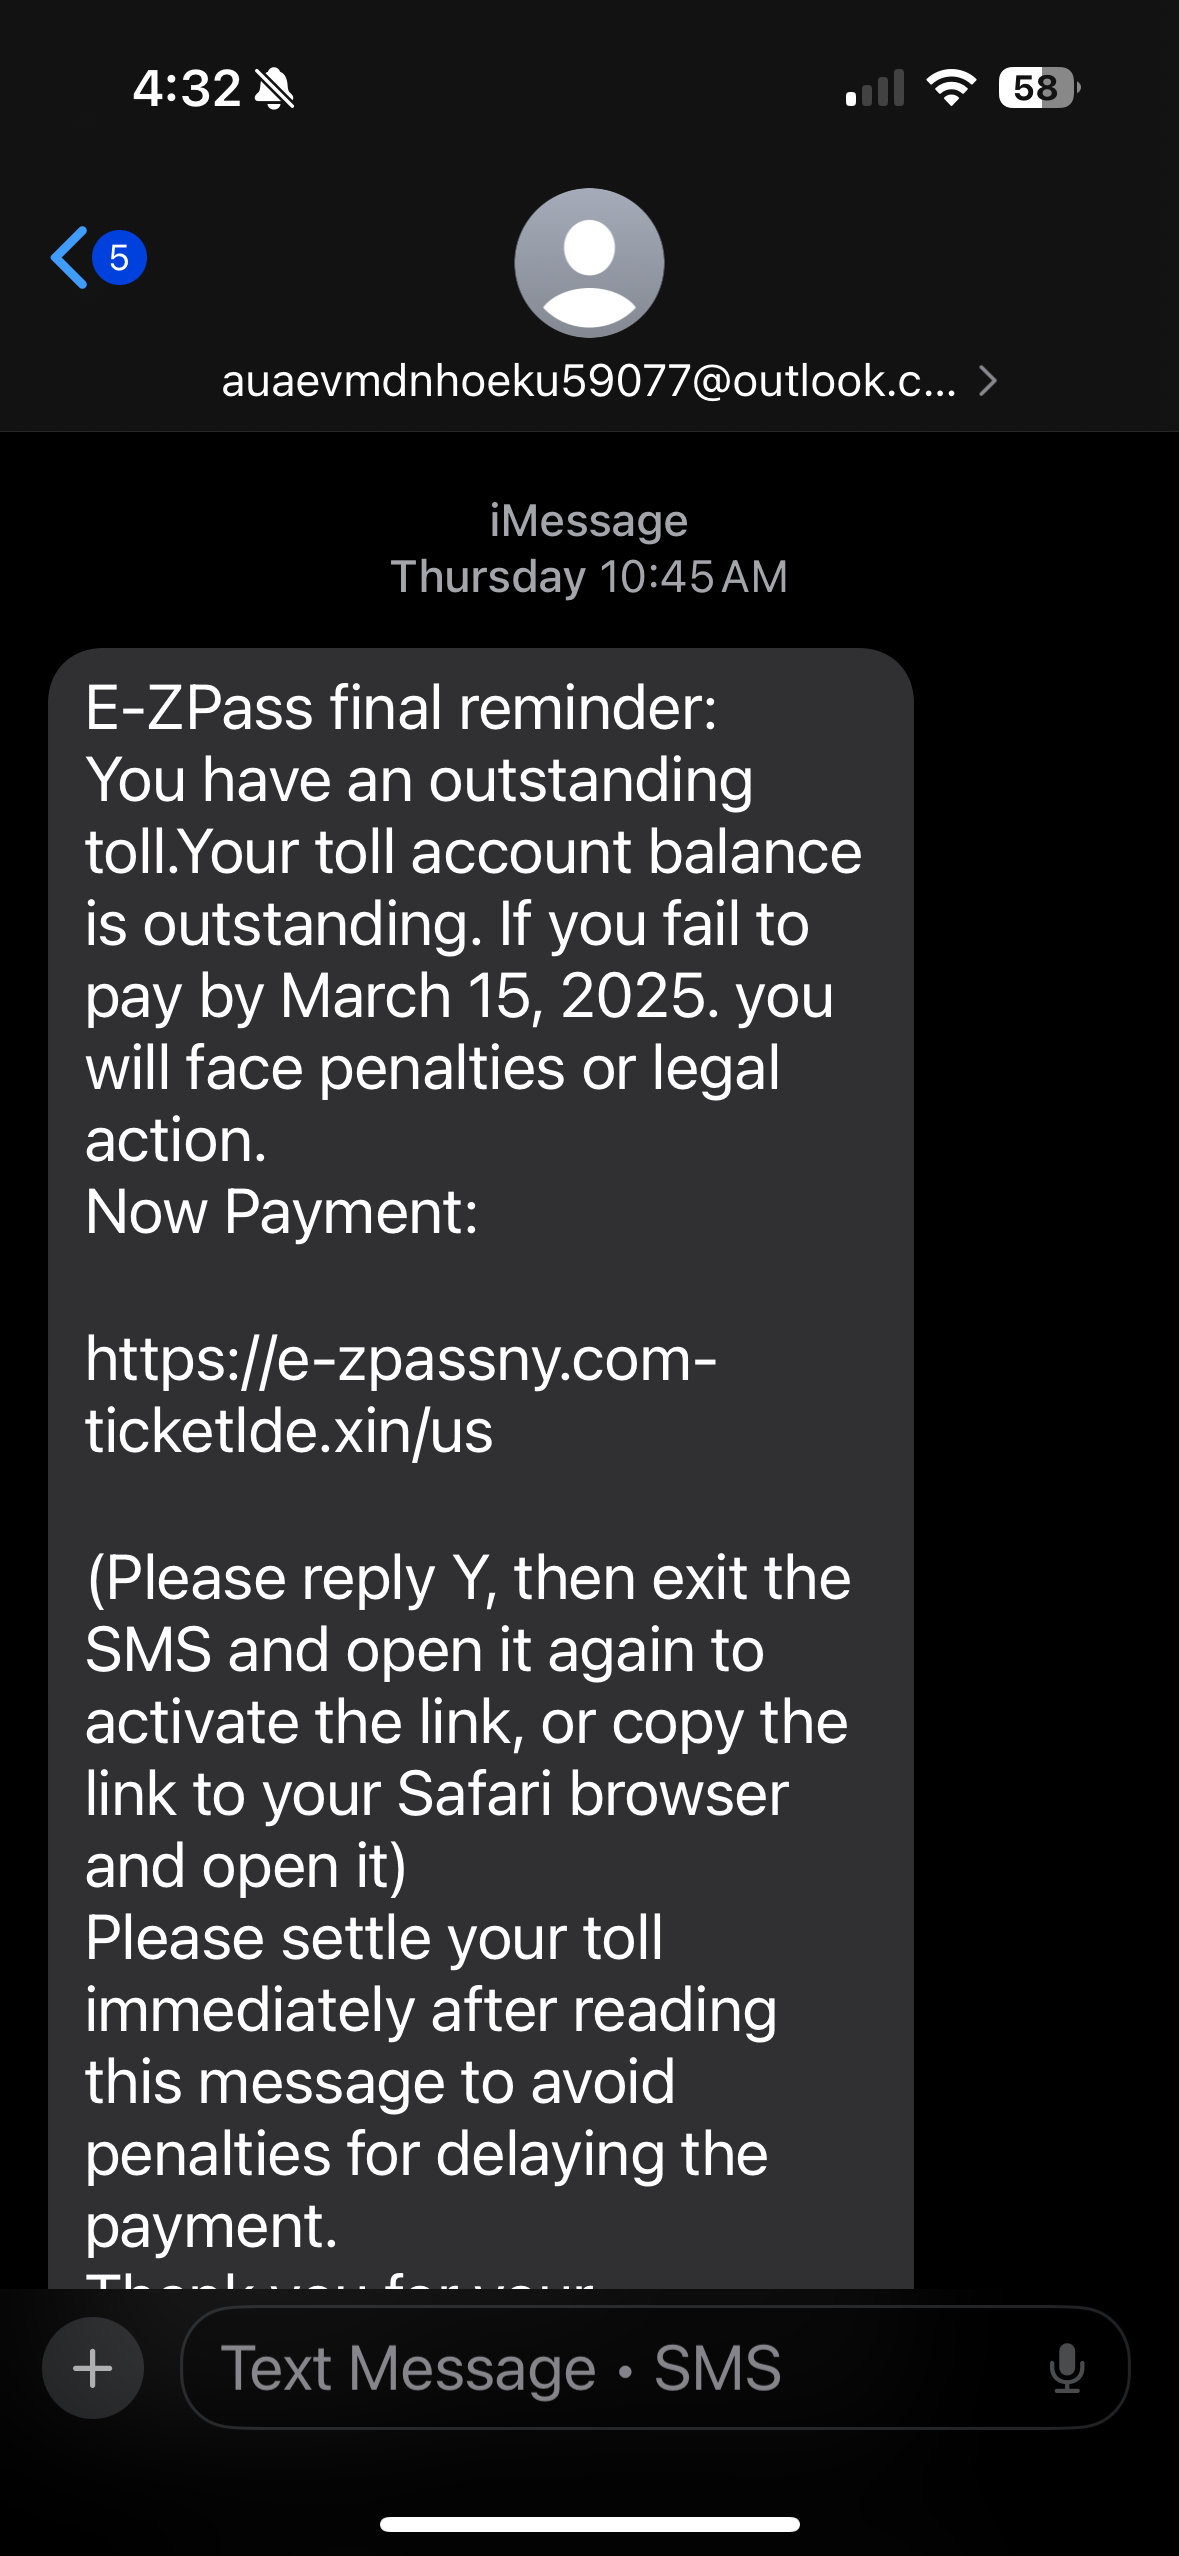 4:32
58
5
auaevmdnhoeku59077@outlook.c...
iMessage
Thursday 10:45 AM
E-ZPass final reminder:
You have an outstanding
toll.Your toll account balance
is outstanding. If you fail to
pay by March 15, 2025. you
will face penalties or legal
action.
Now Payment:
https://e-zpassny.com-
ticketlde.xin/us
(Please reply Y, then exit the
SMS and open it again to
activate the link, or copy the
link to your Safari browser
and open it)
Please settle your toll
immediately after reading
this message to avoid
penalties for delaying the
payment.
Thank you for your
Text Message • SMS